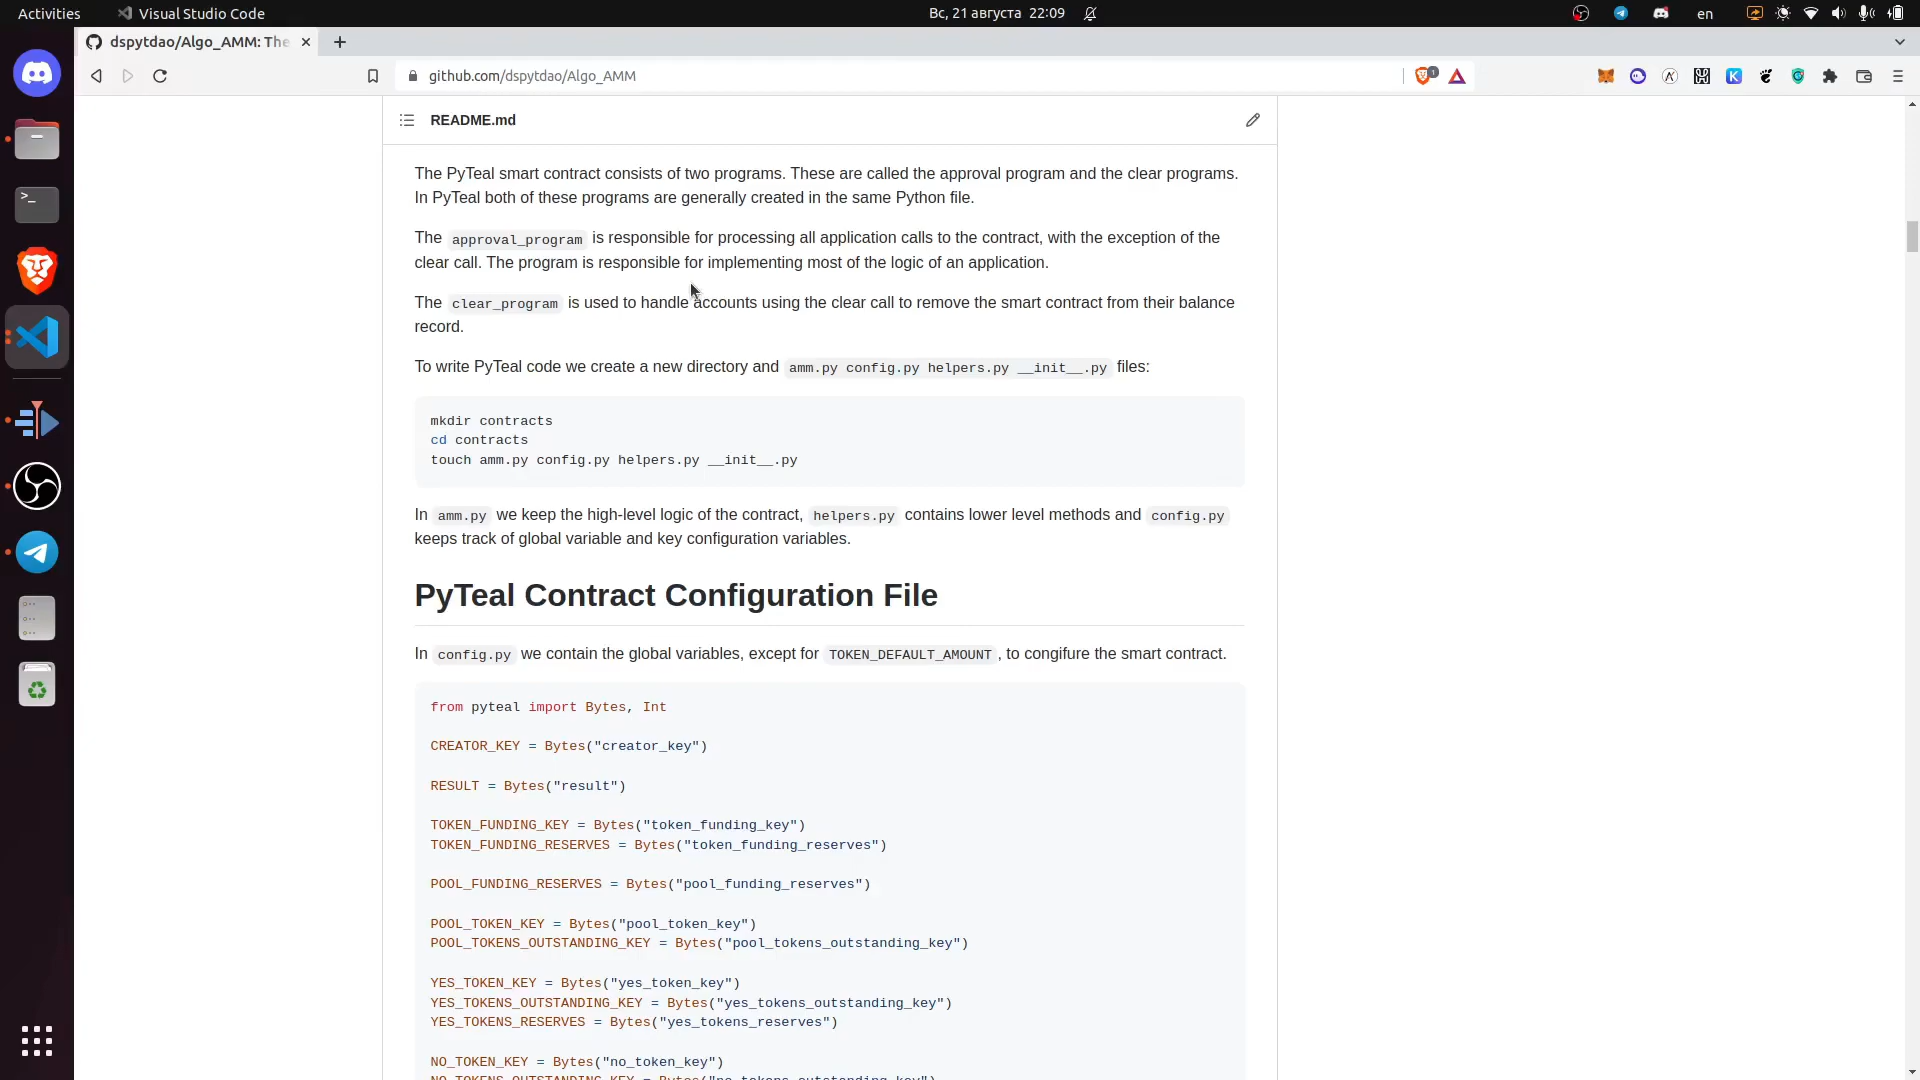 Activities
Visual Studio Code
Вс, 21 августа 22:09
en
dspytdao/Algo_AMM: The
github.com/dspytdao/Algo_AMM
1
README.md
The PyTeal smart contract consists of two programs. These are called the approval program and the clear programs.
In PyTeal both of these programs are generally created in the same Python file.
The approval_program is responsible for processing all application calls to the contract, with the exception of the
clear call. The program is responsible for implementing most of the logic of an application.
The clear_program is used to handle accounts using the clear call to remove the smart contract from their balance
record.
To write PyTeal code we create a new directory and amm.py config.py helpers.py __init__.py files:
mkdir contracts
cd contracts
touch amm.py config.py helpers.py __init__.py
In amm.py we keep the high-level logic of the contract, helpers.py contains lower level methods and config.py
keeps track of global variable and key configuration variables.
PyTeal Contract Configuration File
In config.py we contain the global variables, except for TOKEN_DEFAULT_AMOUNT, to congifure the smart contract.
from pyteal import Bytes, Int
CREATOR_KEY = Bytes("creator_key")
RESULT = Bytes("result")
TOKEN_FUNDING_KEY = Bytes("token_funding_key")
TOKEN_FUNDING_RESERVES = Bytes("token_funding_reserves")
POOL_FUNDING_RESERVES = Bytes("pool_funding_reserves")
POOL_TOKEN_KEY = Bytes("pool_token_key")
POOL_TOKENS_OUTSTANDING_KEY = Bytes("pool_tokens_outstanding_key")
YES_TOKEN_KEY = Bytes("yes_token_key")
YES_TOKENS_OUTSTANDING_KEY = Bytes("yes_tokens_outstanding_key")
YES_TOKENS_RESERVES = Bytes("yes_tokens_reserves")
NO_TOKEN_KEY = Bytes("no_token_key")
NO_TOKENS_OUTSTANDING_KEY = Bytes("no_tokens_outstanding_key")